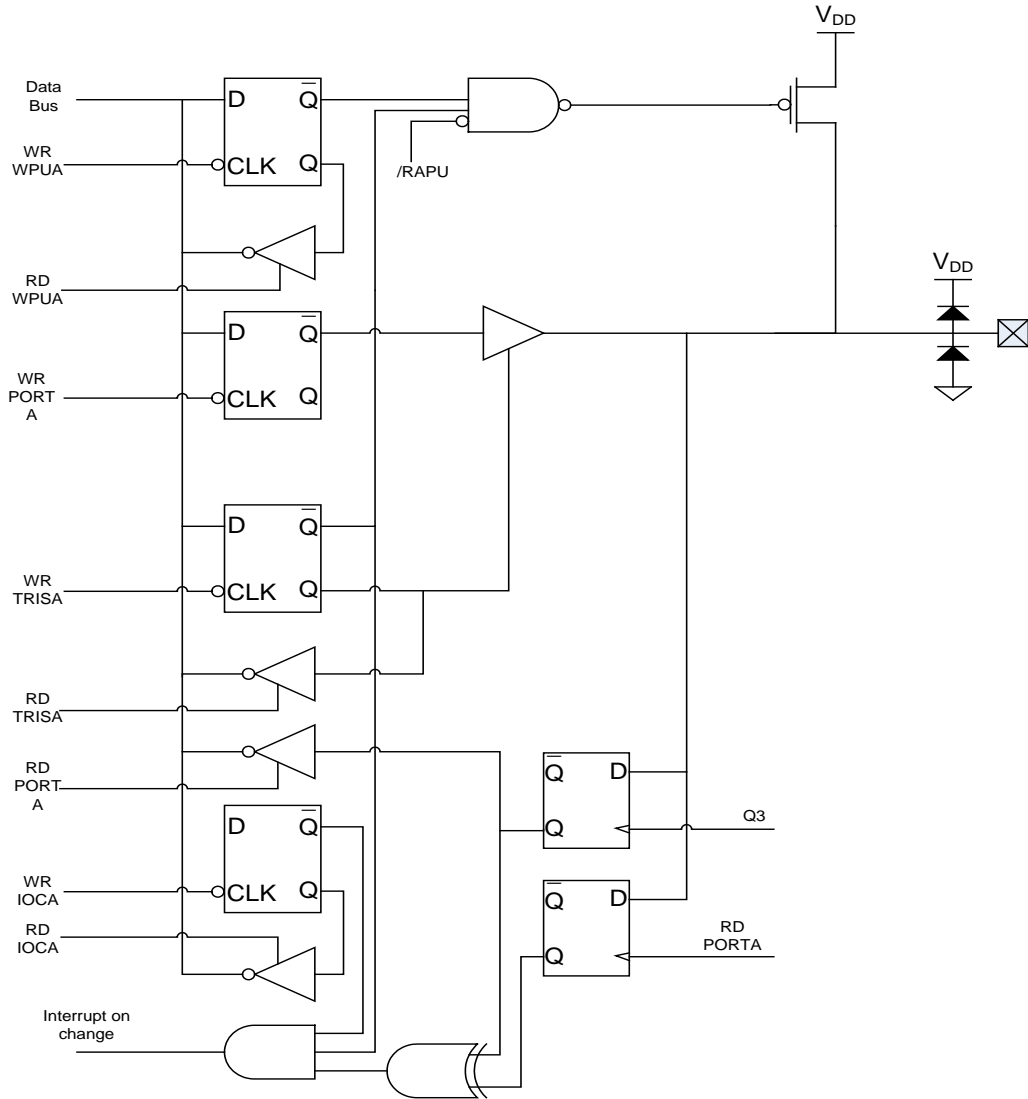 VDD
Data
Bus
D
Q
WR
WPUA
CLK
Q
/RAPU
RD
WPUA
VDD
D
Q
WR
PORT
A
CLK
Q
D
Q
WR
TRISA
CLK
Q
RD
TRISA
RD
PORT
A
Q
D
Q
Q3
D
Q
WR
IOCA
CLK
Q
RD
IOCA
Q
D
Q
RD
PORTA
Interrupt on
change